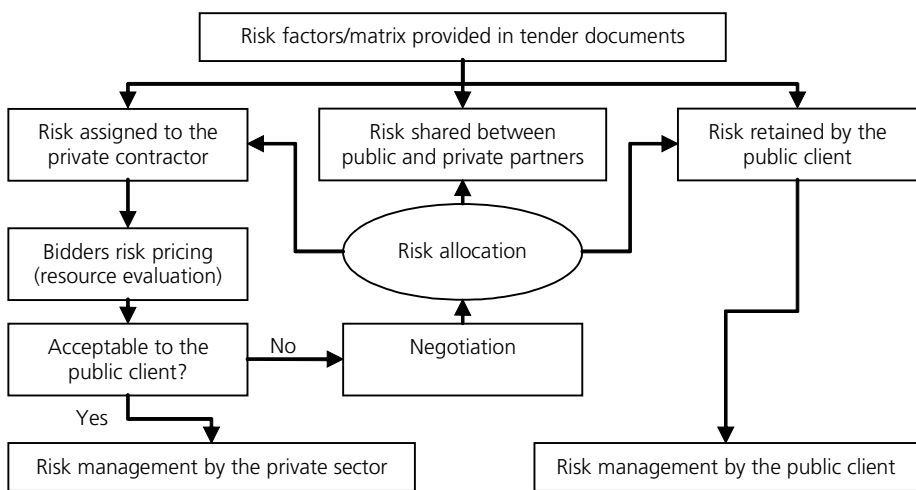 Risk factors/matrix provided in tender documents
Risk assigned to the
private contractor
Risk shared between
public and private partners
Risk retained by the
public client
Bidders risk pricing
(resource evaluation)
Risk allocation
Acceptable to the
public client?
No
Negotiation
Yes
Risk management by the private sector
Risk management by the public client